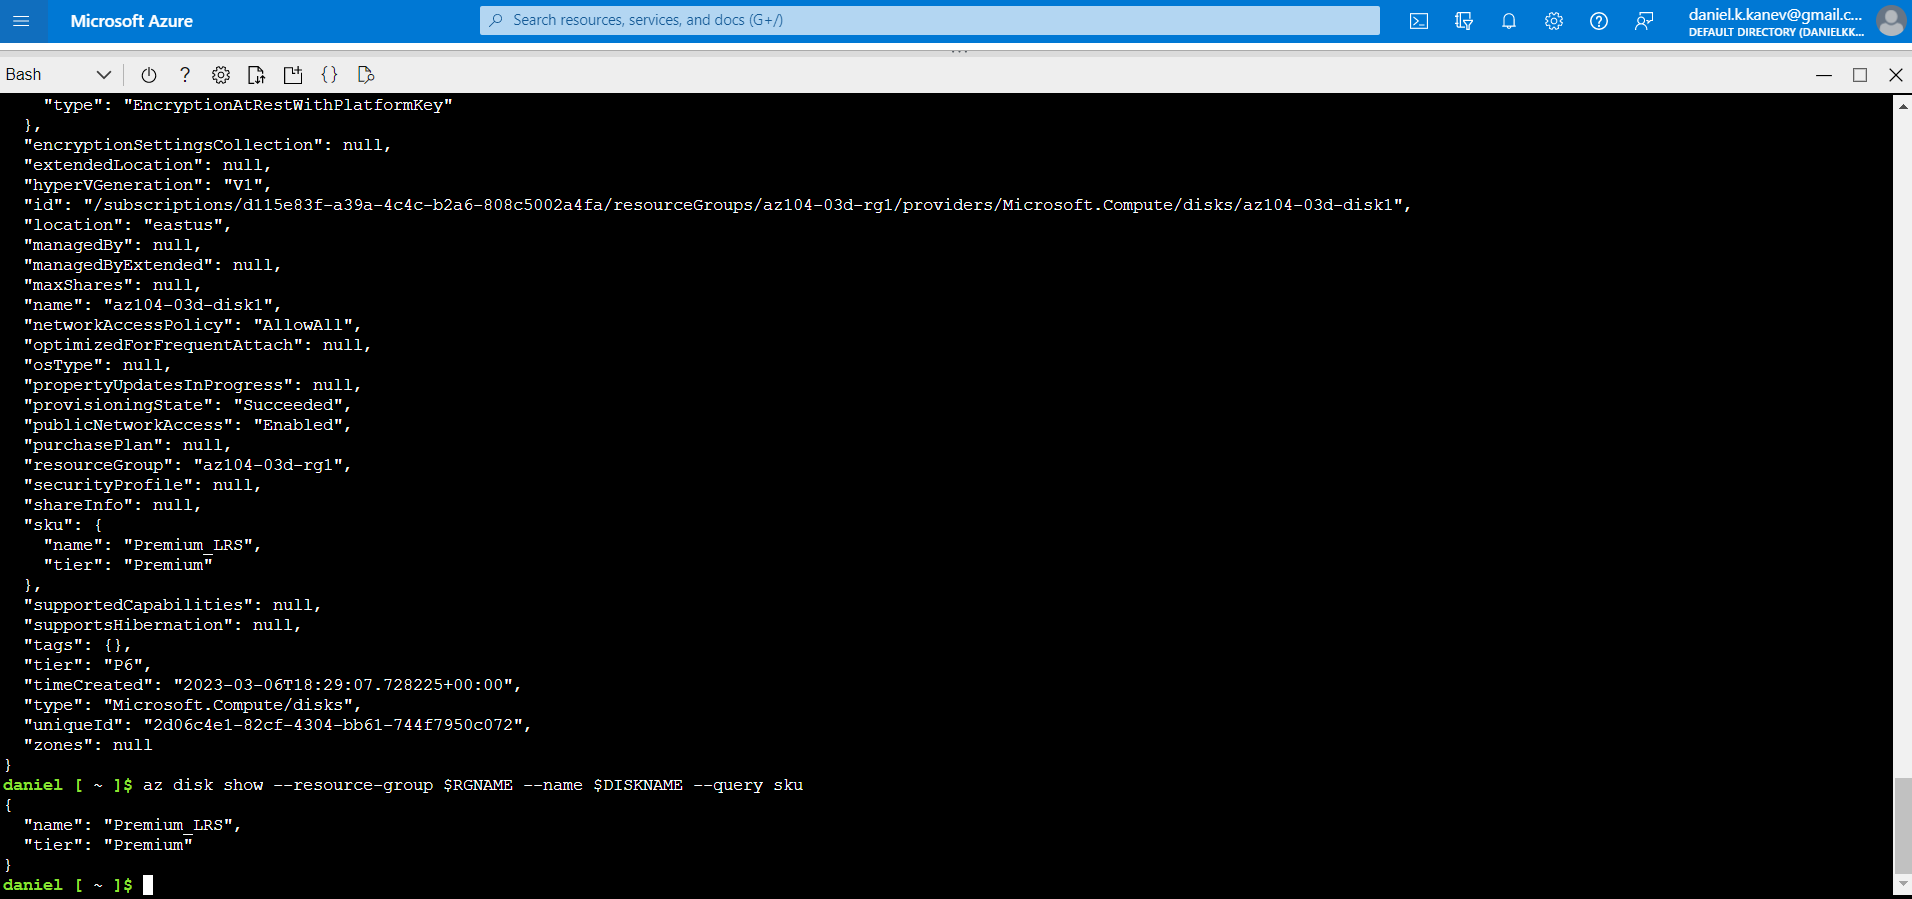 Microsoft Azure
Search resources, services, and docs (G+/)
daniel.k.kanev@gmail.c...
DEFAULT DIRECTORY (DANIELKK...
Bash
"type": "EncryptionAtRestWithPlatformKey"
},
"encryptionSettingsCollection": null,
"extendedLocation": null,
"hyperVGeneration": "V1",
"id": "/subscriptions/d115e83f-a39a-4c4c-b2a6-808c5002a4fa/resourceGroups/az104-03d-rg1/providers/Microsoft.Compute/disks/az104-03d-disk1",
"location": "eastus",
"managedBy": null,
"managedByExtended": null,
"maxShares": null,
"name": "az104-03d-disk1",
"networkAccessPolicy": "AllowAll",
"optimizedForFrequentAttach": null,
"osType": null,
"propertyUpdatesInProgress": null,
"provisioningState": "Succeeded",
"publicNetworkAccess": "Enabled",
"purchasePlan": null,
"resourceGroup": "az104-03d-rg1",
"securityProfile": null,
"shareInfo": null,
"sku": {
"name": "Premium_LRS",
"tier": "Premium"
},
"supportedCapabilities": null,
"supportsHibernation": null,
"tags": {},
"tier": "P6",
"timeCreated": "2023-03-06T18:29:07.728225+00:00",
"type": "Microsoft.Compute/disks",
"uniqueId": "2d06c4e1-82cf-4304-bb61-744f7950c072",
"zones": null
}
daniel [ ~ ]$ az disk show --resource-group $RGNAME --name $DISKNAME --query sku
{
"name": "Premium_LRS",
"tier": "Premium"
}
daniel [ ~ ]$